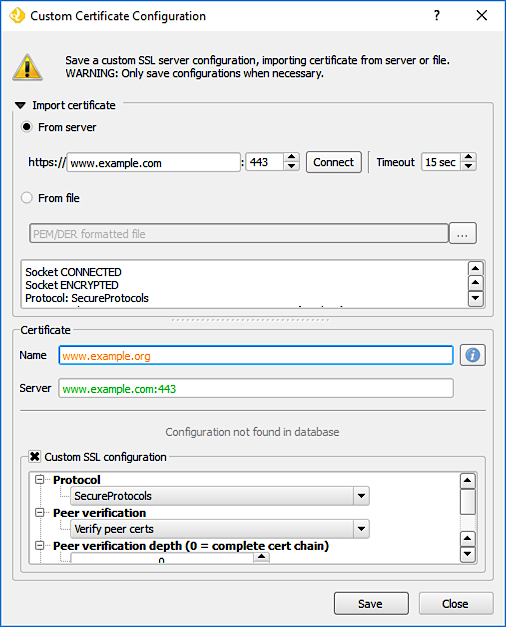 Custom Certificate Configuration
?
Save a custom SSL server configuration, importing certificate from server or file.
WARNING: Only save configurations when necessary.
Import certificate
From server
https:// www.example.com : 443 Connect Timeout 15 sec
From file
PEM/DER formatted file ...
Socket CONNECTED
Socket ENCRYPTED
Protocol: SecureProtocols
Certificate
Name www.example.org
Server www.example.com:443
Configuration not found in database
Custom SSL configuration
Protocol
SecureProtocols
Peer verification
Verify peer certs
Peer verification depth (0 = complete cert chain)
0
Save Close